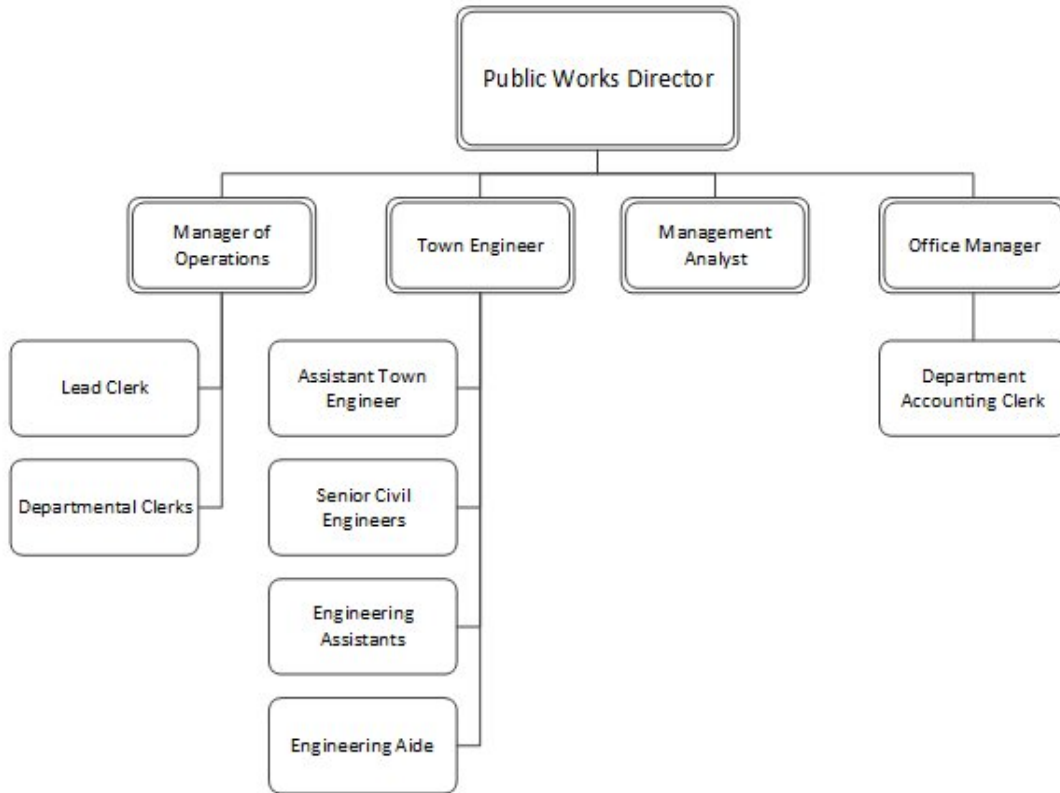 Public Works Director
Manager of
Operations
Town Engineer
Management
Analyst
Office Manager
Lead Clerk
Departmental Clerks
Assistant Town
Engineer
Senior Civil
Engineers
Engineering
Assistants
Engineering Aide
Department
Accounting Clerk